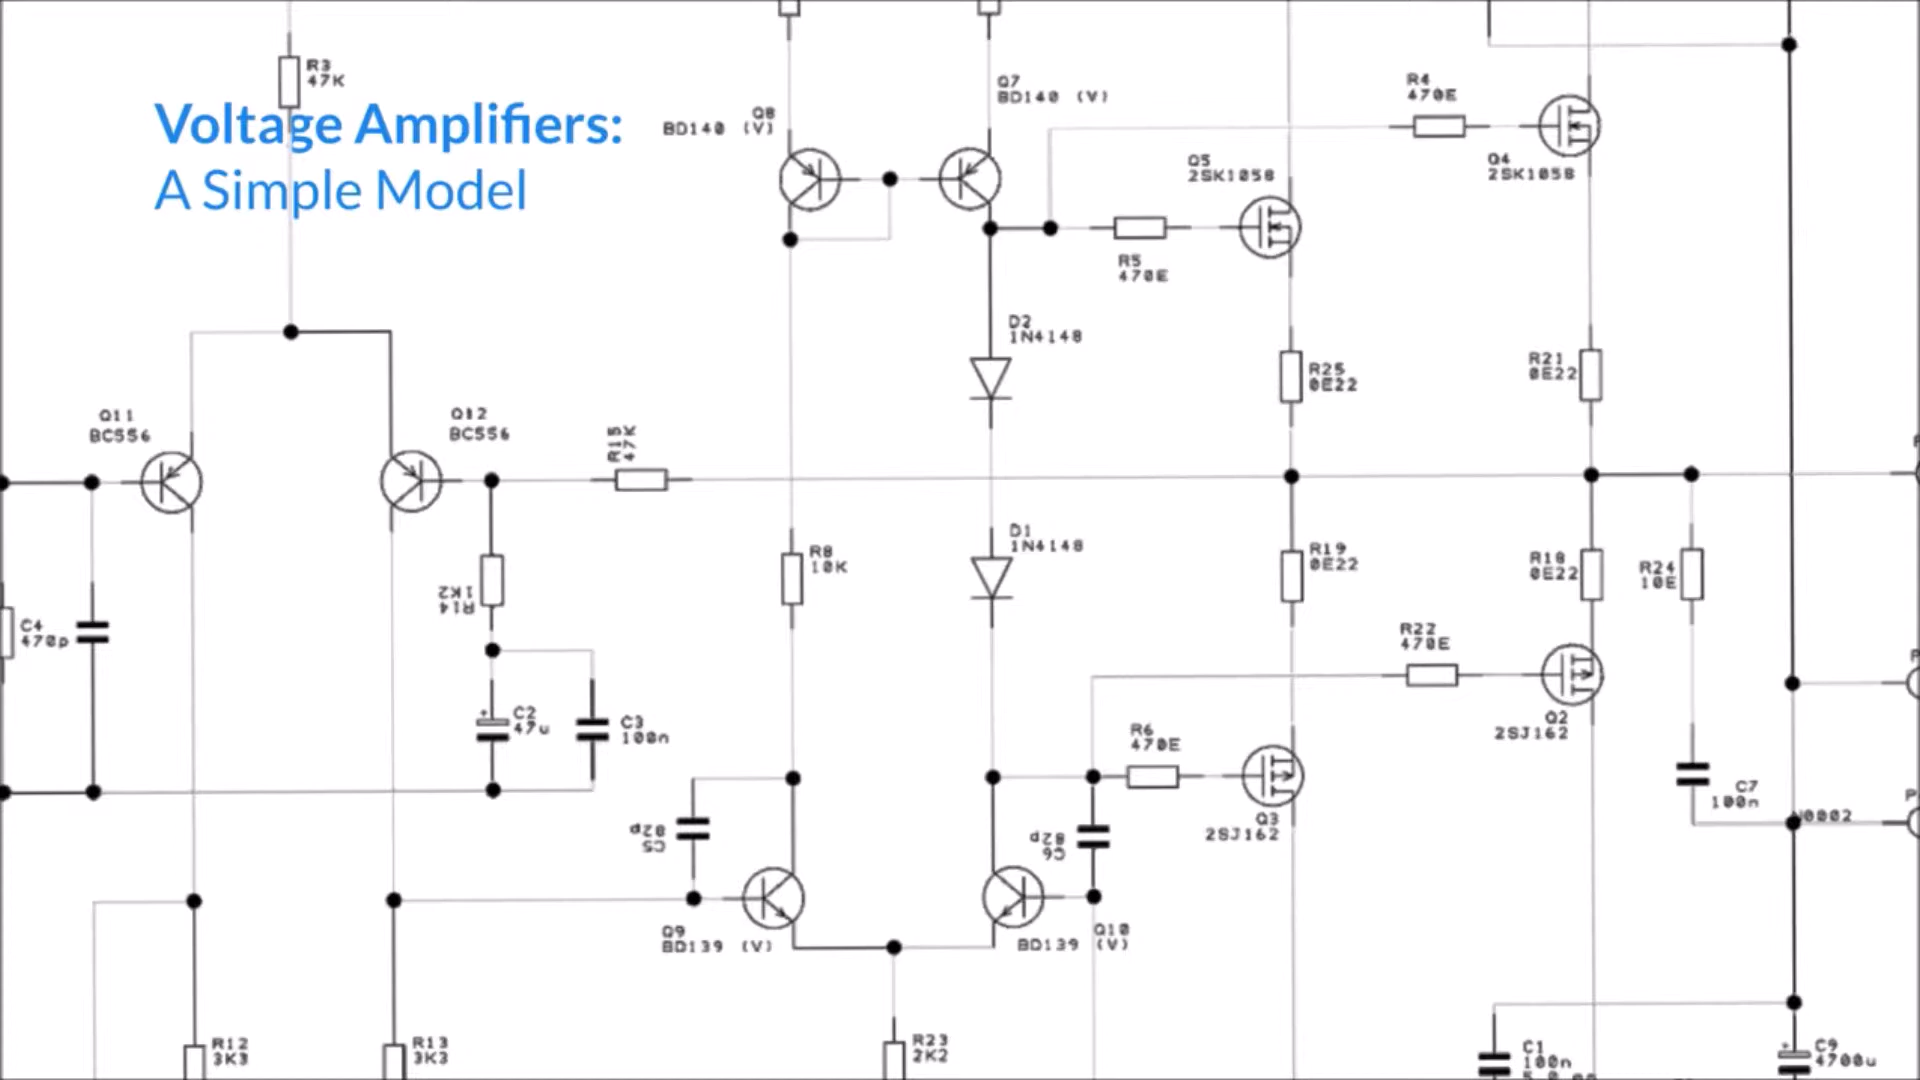 R3
47K
Voltage Amplifiers:
A Simple Model
Q8
BD140 (V)
Q7
BD140 (V)
R4
470E
Q5
2SK1058
Q4
2SK1058
R5
470E
D2
1N4148
R25
0E22
R21
0E22
Q11
BC556
Q12
BC556
R15
47K
R8
10K
D1
1N4148
R19
0E22
R18
0E22
R24
10E
R14
1K2
C4
470p
R22
470E
C2
47u
C3
100n
R6
470E
Q2
2SJ162
C5
82p
C6
82p
Q3
2SJ162
C7
100n
Q9
BD139 (V)
Q10
BD139 (V)
R12
3K3
R13
3K3
R23
2K2
C1
100n
C9
4700u